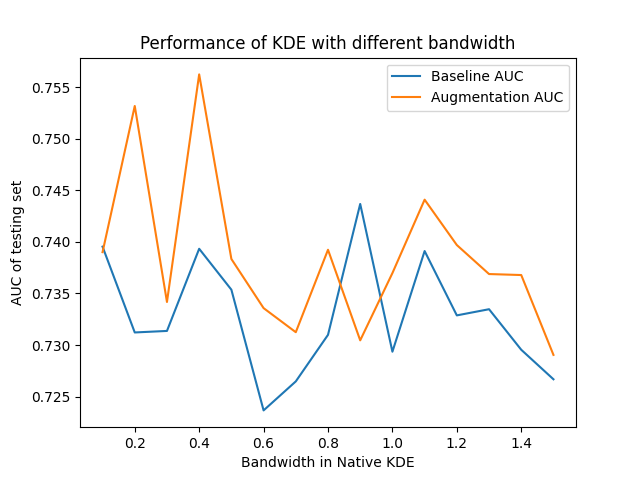 Performance of KDE with different bandwidth
Baseline AUC
Augmentation AUC
AUC of testing set
0.755
0.750
0.745
0.740
0.735
0.730
0.725
0.2
0.4
0.6
0.8
1.0
1.2
1.4
Bandwidth in Native KDE